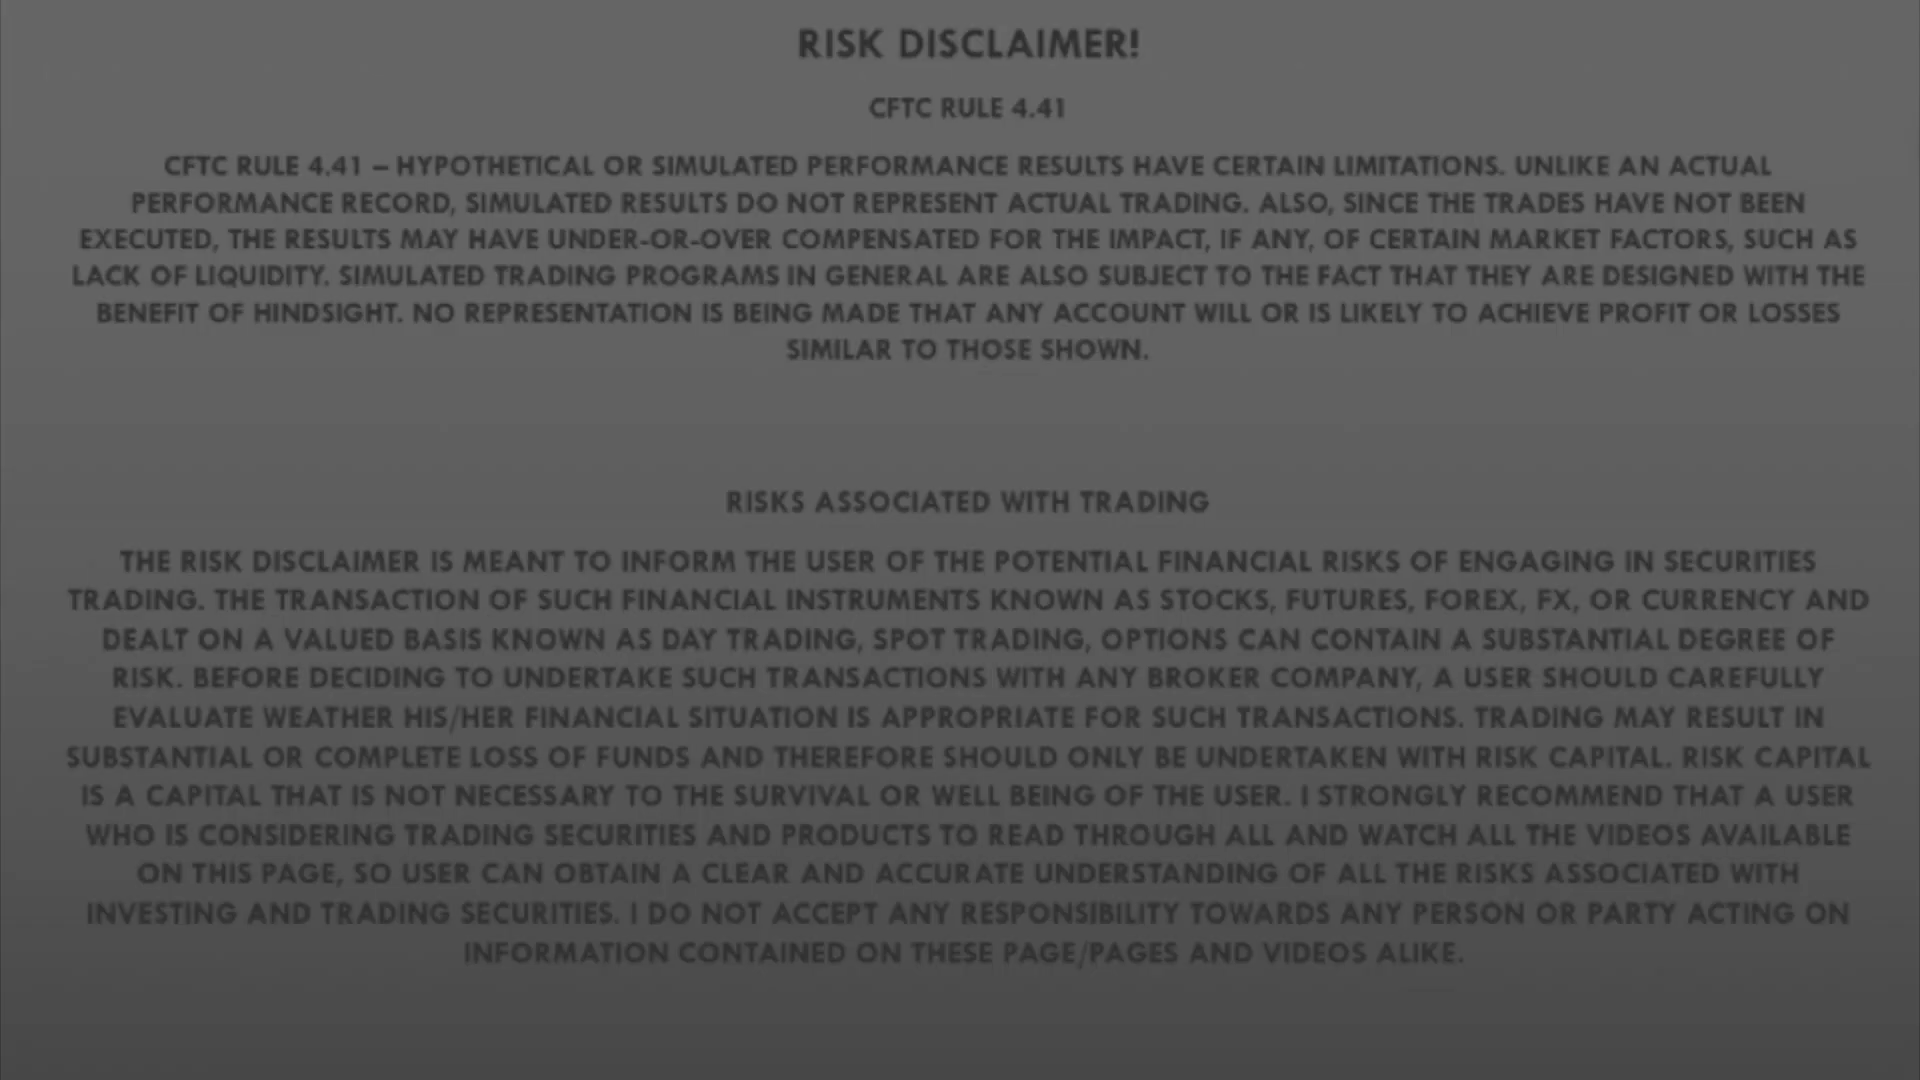 RISK DISCLAIMER!
CFTC RULE 4.41
CFTC RULE 4.41 – HYPOTHETICAL OR SIMULATED PERFORMANCE RESULTS HAVE CERTAIN LIMITATIONS. UNLIKE AN ACTUAL
PERFORMANCE RECORD, SIMULATED RESULTS DO NOT REPRESENT ACTUAL TRADING. ALSO, SINCE THE TRADES HAVE NOT BEEN
EXECUTED, THE RESULTS MAY HAVE UNDER-OR-OVER COMPENSATED FOR THE IMPACT, IF ANY, OF CERTAIN MARKET FACTORS, SUCH AS
LACK OF LIQUIDITY. SIMULATED TRADING PROGRAMS IN GENERAL ARE ALSO SUBJECT TO THE FACT THAT THEY ARE DESIGNED WITH THE
BENEFIT OF HINDSIGHT. NO REPRESENTATION IS BEING MADE THAT ANY ACCOUNT WILL OR IS LIKELY TO ACHIEVE PROFIT OR LOSSES
SIMILAR TO THOSE SHOWN.
RISKS ASSOCIATED WITH TRADING
THE RISK DISCLAIMER IS MEANT TO INFORM THE USER OF THE POTENTIAL FINANCIAL RISKS OF ENGAGING IN SECURITIES
TRADING. THE TRANSACTION OF SUCH FINANCIAL INSTRUMENTS KNOWN AS STOCKS, FUTURES, FOREX, FX, OR CURRENCY AND
DEALT ON A VALUED BASIS KNOWN AS DAY TRADING, SPOT TRADING, OPTIONS CAN CONTAIN A SUBSTANTIAL DEGREE OF
RISK. BEFORE DECIDING TO UNDERTAKE SUCH TRANSACTIONS WITH ANY BROKER COMPANY, A USER SHOULD CAREFULLY
EVALUATE WEATHER HIS/HER FINANCIAL SITUATION IS APPROPRIATE FOR SUCH TRANSACTIONS. TRADING MAY RESULT IN
SUBSTANTIAL OR COMPLETE LOSS OF FUNDS AND THEREFORE SHOULD ONLY BE UNDERTAKEN WITH RISK CAPITAL. RISK CAPITAL
IS A CAPITAL THAT IS NOT NECESSARY TO THE SURVIVAL OR WELL BEING OF THE USER. I STRONGLY RECOMMEND THAT A USER
WHO IS CONSIDERING TRADING SECURITIES AND PRODUCTS TO READ THROUGH ALL AND WATCH ALL THE VIDEOS AVAILABLE
ON THIS PAGE, SO USER CAN OBTAIN A CLEAR AND ACCURATE UNDERSTANDING OF ALL THE RISKS ASSOCIATED WITH
INVESTING AND TRADING SECURITIES. I DO NOT ACCEPT ANY RESPONSIBILITY TOWARDS ANY PERSON OR PARTY ACTING ON
INFORMATION CONTAINED ON THESE PAGE/PAGES AND VIDEOS ALIKE.